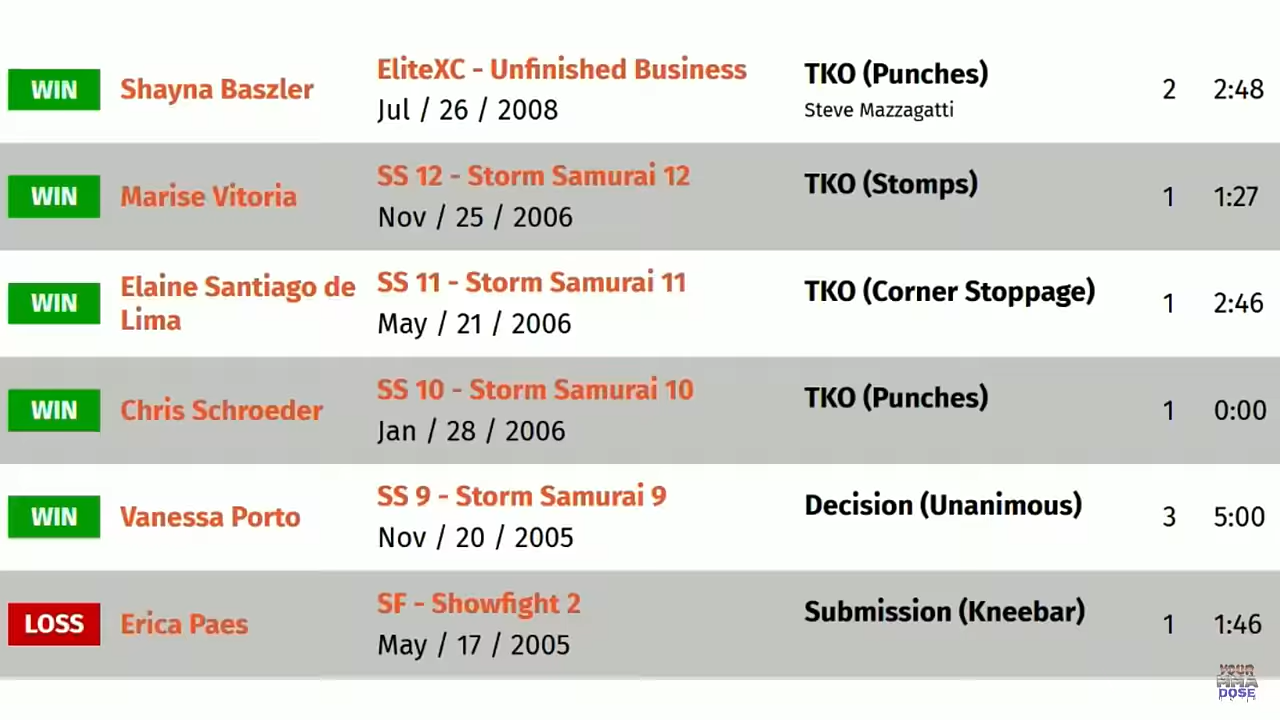 WIN Shayna Baszler EliteXC - Unfinished Business TKO (Punches) 2 2:48
Jul / 26 / 2008 Steve Mazzagatti
WIN Marise Vitoria SS 12 - Storm Samurai 12 TKO (Stomps) 1 1:27
Nov / 25 / 2006
WIN Elaine Santiago de SS 11 - Storm Samurai 11 TKO (Corner Stoppage) 1 2:46
Lima May / 21 / 2006
WIN Chris Schroeder SS 10 - Storm Samurai 10 TKO (Punches) 1 0:00
Jan / 28 / 2006
WIN Vanessa Porto SS 9 - Storm Samurai 9 Decision (Unanimous) 3 5:00
Nov / 20 / 2005
LOSS Erica Paes SF - Showfight 2 Submission (Kneebar) 1 1:46
May / 17 / 2005
YOUR
MMA
DOSE